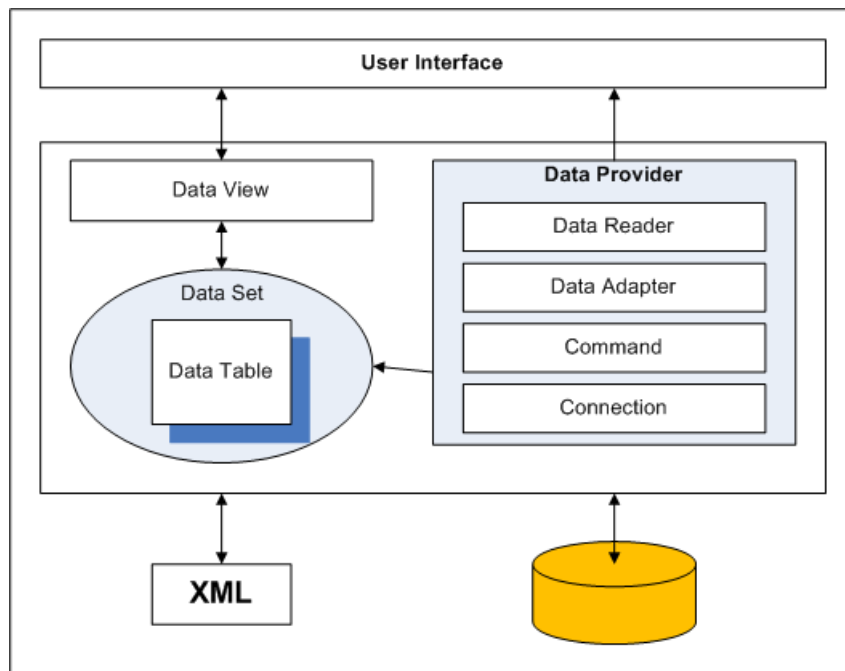 User Interface
Data View
Data Set
Data Table
Data Provider
Data Reader
Data Adapter
Command
Connection
XML